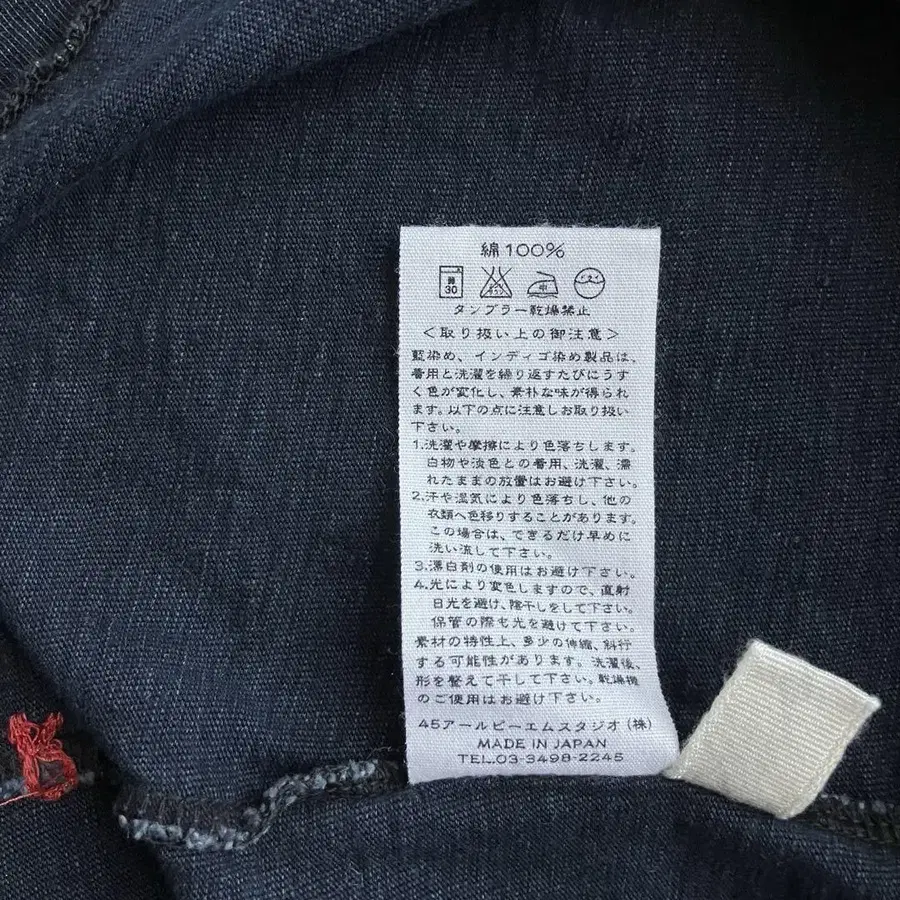 綿100%
30
タンブラー乾燥禁止
<取り扱い上の御注意>
藍染め、インディゴ染め製品は、
着用と洗濯を繰り返すたびにうす
く色が変化し、素朴な味が得られ
ます。以下の点に注意しお取り扱い
下さい。
1.洗濯や摩擦により色落ちします。
白物や淡色との着用、洗濯、濡
れたままの放置はお避け下さい。
2.汗や湿気により色落ちし、他の
衣類へ色移りすることがあります。
この場合は、できるだけ早めに
洗い流して下さい。
3.漂白剤の使用はお避け下さい。
4.光により変色しますので、直射
日光を避け、陰干しをして下さい。
保管の際も光を避けて下さい。
素材の特性上、多少の伸縮、斜行
する可能性があります。洗濯後、
形を整えて干して下さい。乾燥機
のご使用はお避け下さい。
45アールピーエムスタジオ(株)
MADE IN JAPAN
TEL.03-3498-2245